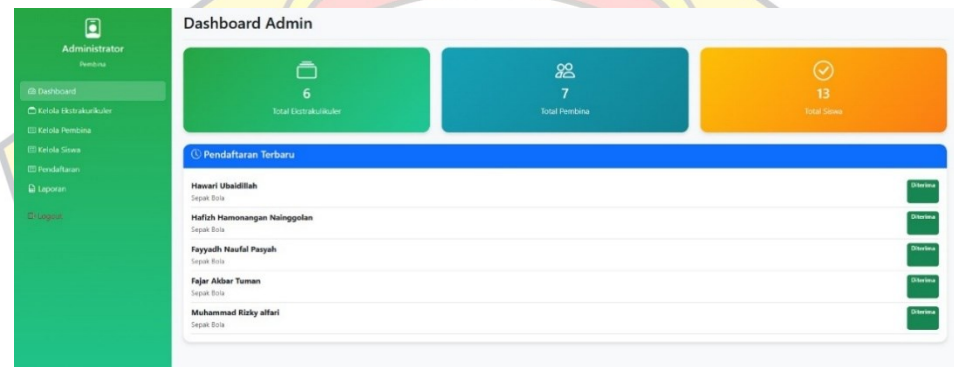 Administrator
Pembina
Dashboard
Kelola Ekstrakurikuler
Kelola Pembina
Kelola Siswa
Pendaftaran
Laporan
Logout
Dashboard Admin
6
Total Ekstrakulikuler
7
Total Pembina
13
Total Siswa
Pendaftaran Terbaru
Hawari Ubaidillah
Sepak Bola
Diterima
Hafizh Hamonangan Nainggolan
Sepak Bola
Diterima
Fayyadh Naufal Pasyah
Sepak Bola
Diterima
Fajar Akbar Tuman
Sepak Bola
Diterima
Muhammad Rizky alfari
Sepak Bola
Diterima